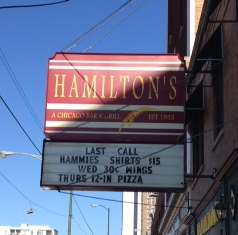 HAMILTON'S
A CHICAGO BAR & GRILL EST 1933
LAST CALL
HAMMIES SHIRTS $15
WED 30¢ WINGS
THURS 12-IN PIZZA